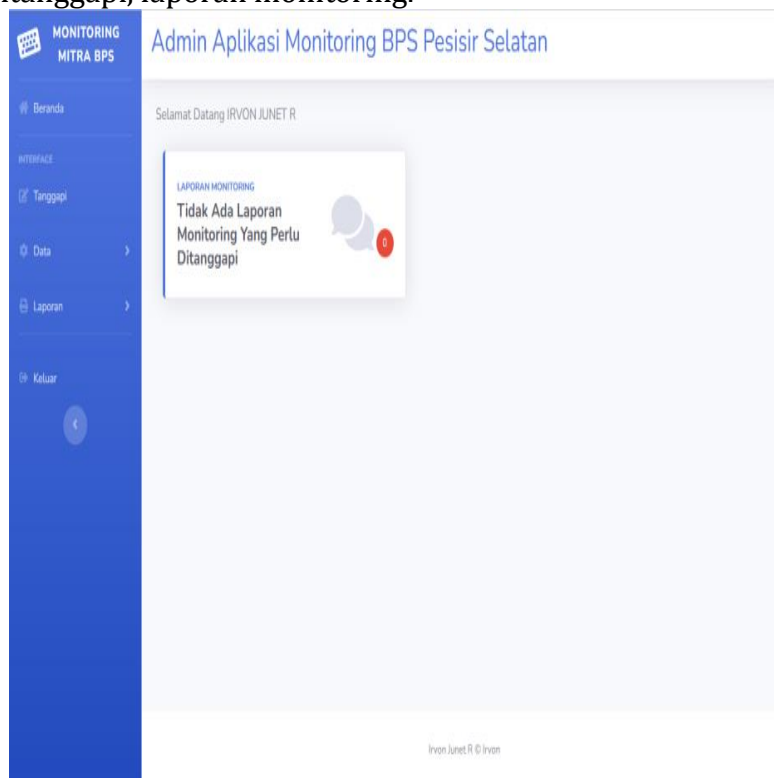 itanggapi, laporan monitoring.
MONITORING
MITRA BPS
Admin Aplikasi Monitoring BPS Pesisir Selatan
Beranda
Selamat Datang IRVON JUNET R
INTERFACE
Tanggapi
Data
Laporan
Keluar
LAPORAN MONITORING
Tidak Ada Laporan
Monitoring Yang Perlu
Ditanggapi
0
Irvon Junet R © Irvon